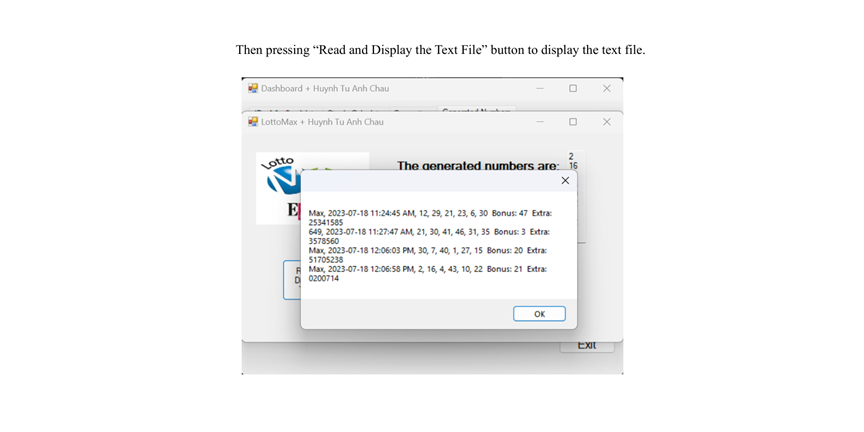 Then pressing “Read and Display the Text File” button to display the text file.
Dashboard + Huynh Tu Anh Chau
LottoMax + Huynh Tu Anh Chau
Lotto
The generated numbers are:
2
16
Max, 2023-07-18 11:24:45 AM, 12, 29, 21, 23, 6, 30 Bonus: 47 Extra:
25341585
649, 2023-07-18 11:27:47 AM, 21, 30, 41, 46, 31, 35 Bonus: 3 Extra:
3578560
Max, 2023-07-18 12:06:03 PM, 30, 7, 40, 1, 27, 15 Bonus: 20 Extra:
51705238
Max, 2023-07-18 12:06:58 PM, 2, 16, 4, 43, 10, 22 Bonus: 21 Extra:
0200714
OK
Exit